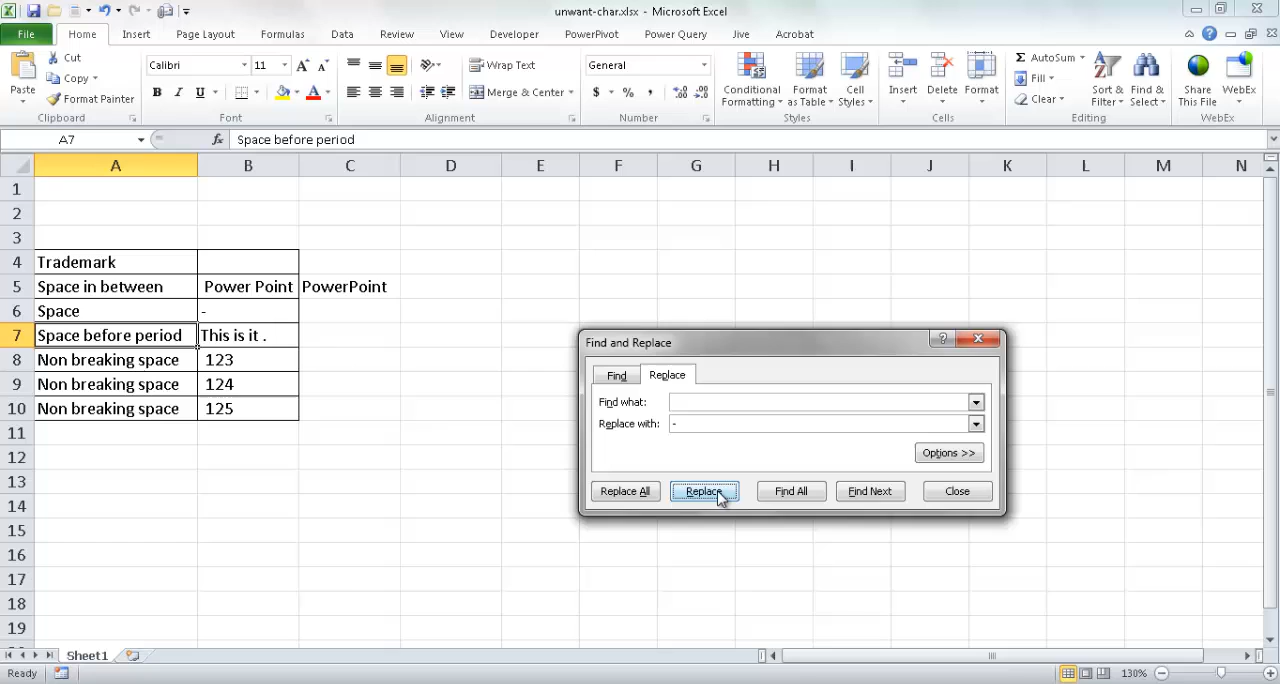 unwant-char.xlsx - Microsoft Excel
File Home Insert Page Layout Formulas Data Review View Developer PowerPivot Power Query Jive Acrobat
Paste Cut Copy Format Painter Clipboard
Calibri 11 A A B I U A Font
Wrap Text Merge & Center Alignment
General $ % , Number
Conditional Formatting Format as Table Cell Styles Styles
Insert Delete Format Cells
Σ AutoSum Fill Clear Sort & Filter Find & Select Editing
Share This File WebEx WebEx
A7 fx Space before period
A B C D E F G H I J K L M N
1
2
3
4 Trademark
5 Space in between Power Point PowerPoint
6 Space -
7 Space before period This is it .
8 Non breaking space 123
9 Non breaking space 124
10 Non breaking space 125
11
12
13
14
15
16
17
18
19
Find and Replace
Find Replace
Find what:
Replace with: -
Options >>
Replace All Replace Find All Find Next Close
Sheet1
Ready 130%